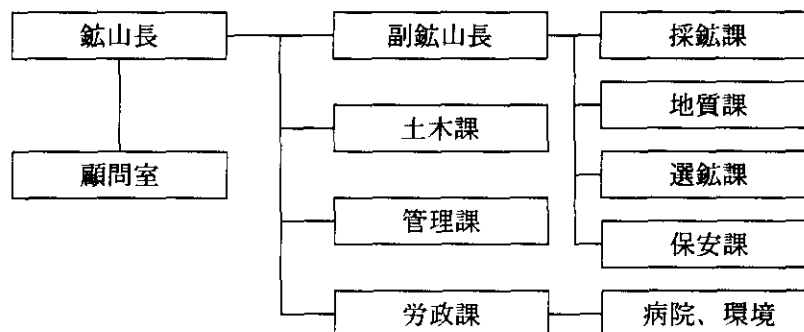 鉱山長
副鉱山長
採鉱課
地質課
土木課
顧問室
選鉱課
管理課
保安課
労政課
病院、環境